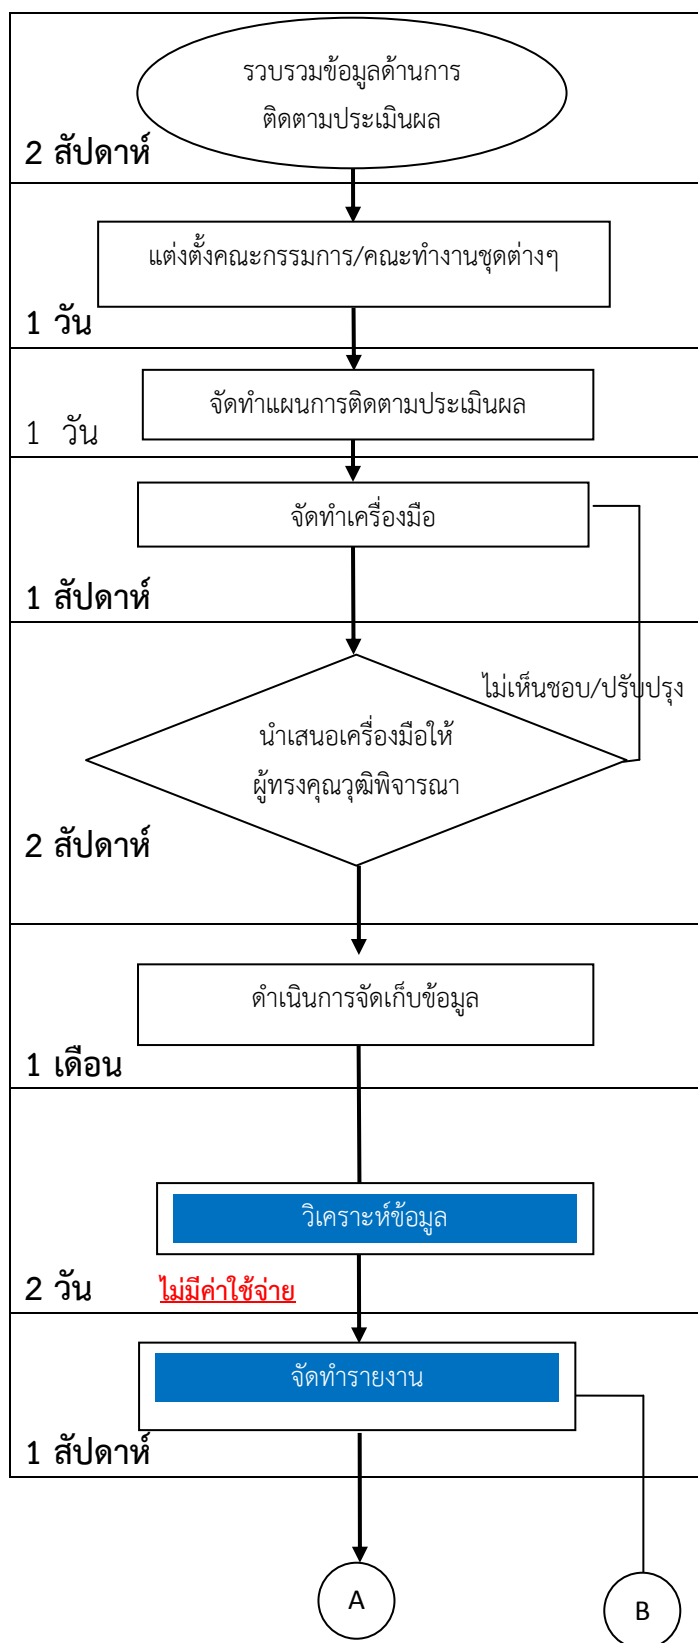 รวบรวมข้อมูลด้านการ
ติดตามประเมินผล
2 สัปดาห์
แต่งตั้งคณะกรรมการ/คณะทำงานชุดต่างๆ
1 วัน
จัดทำแผนการติดตามประเมินผล
1 วัน
จัดทำเครื่องมือ
1 สัปดาห์
ไม่เห็นชอบ/ปรับปรุง
นำเสนอเครื่องมือให้
ผู้ทรงคุณวุฒิพิจารณา
2 สัปดาห์
ดำเนินการจัดเก็บข้อมูล
1 เดือน
วิเคราะห์ข้อมูล
2 วัน ไม่มีค่าใช้จ่าย
จัดทำรายงาน
1 สัปดาห์
A
B